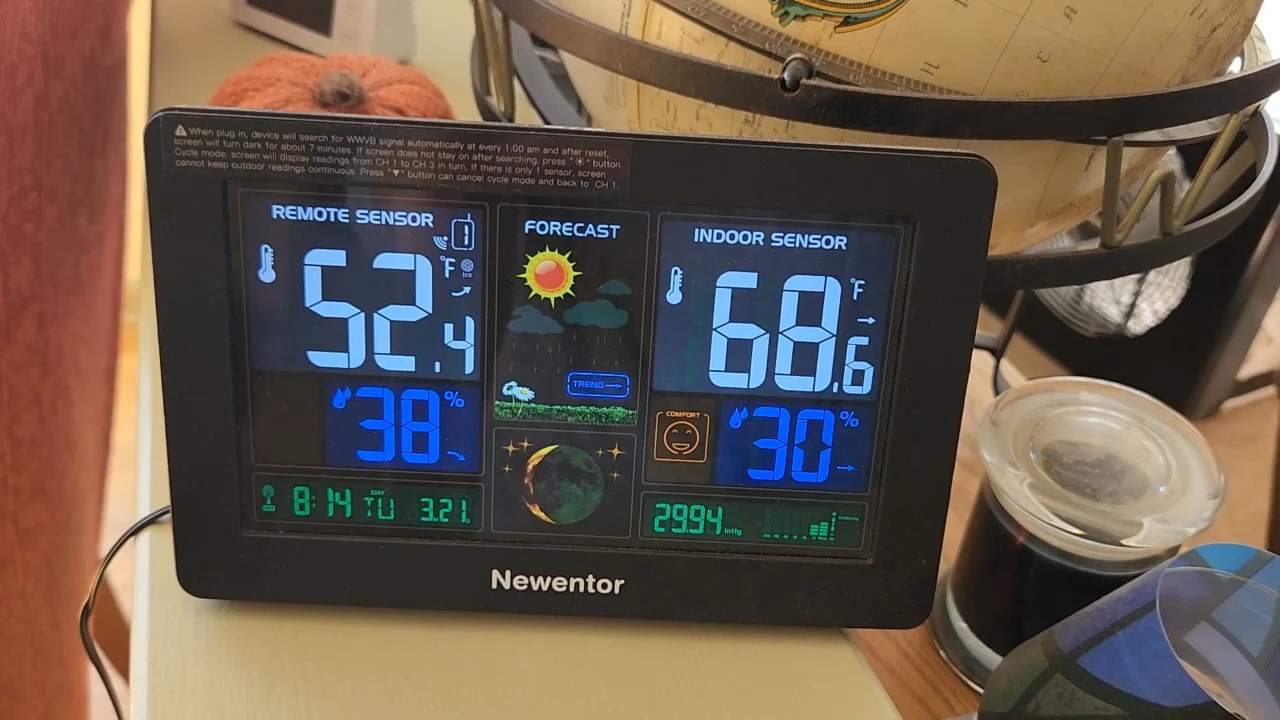 ⚠When plug in, device will search for WWVB signal automatically at every 1:00 am and after reset,
screen will turn dark for about 7 minutes. If screen does not stay on after searching, press "☀" button.
Cycle mode: screen will display readings from CH 1 to CH 3 in turn, if there is only 1 sensor, screen
cannot keep outdoor readings continuous. Press "▼" button can cancel cycle mode and back to CH 1.
REMOTE SENSOR
1
52.4 °F
ICE
38 %
8:14 DAY TU 3.21.
FORECAST
TREND
INDOOR SENSOR
68.6 °F
COMFORT
30 %
29.94 inHg
Newentor